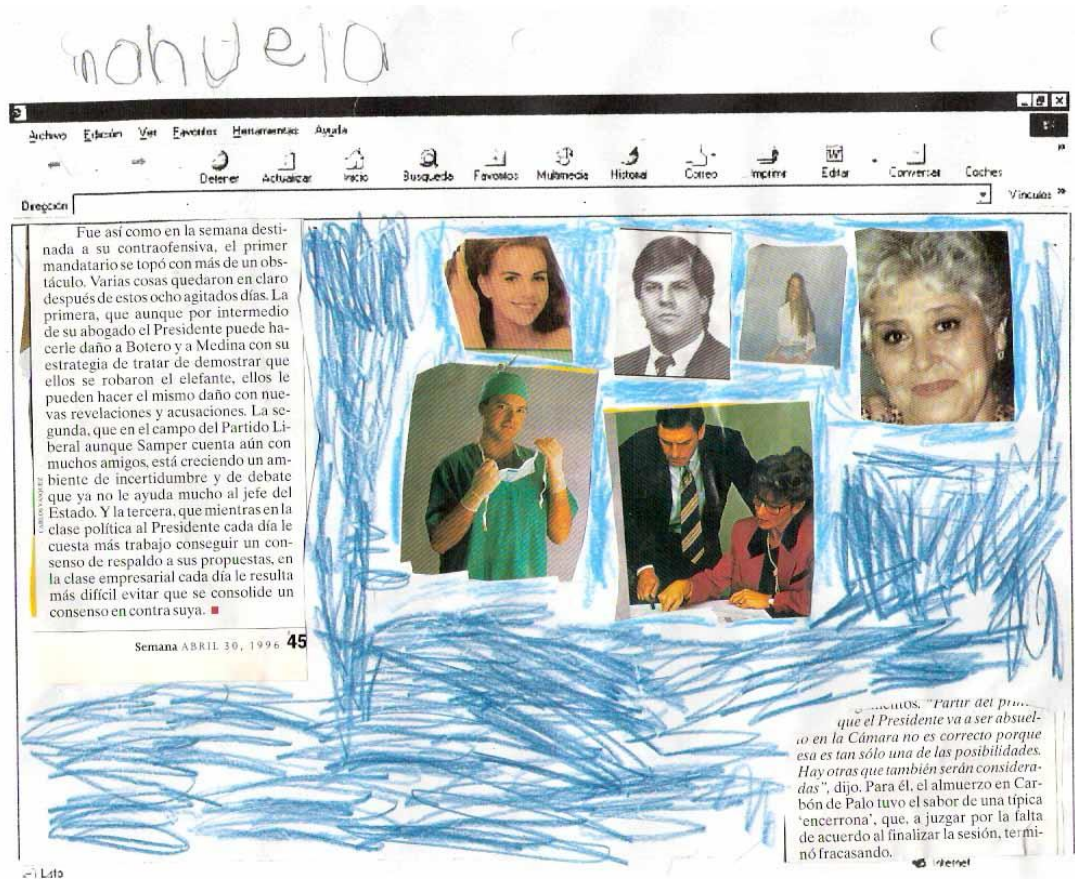 manuela
Archivo Edición Ver Favoritos Herramientas Ayuda
Detener Actualizar Inicio Busqueda Favoritos Multimedia Historial Correo Imprimir Editar Conversar Coches
Dirección Vínculos
Fue así como en la semana desti-
nada a su contraofensiva, el primer
mandatario se topó con más de un obs-
táculo. Varias cosas quedaron en claro
después de estos ocho agitados días. La
primera, que aunque por intermedio
de su abogado el Presidente puede ha-
cerle daño a Botero y a Medina con su
estrategia de tratar de demostrar que
ellos se robaron el elefante, ellos le
pueden hacer el mismo daño con nue-
vas revelaciones y acusaciones. La se-
gunda, que en el campo del Partido Li-
beral aunque Samper cuenta aún con
muchos amigos, está creciendo un am-
biente de incertidumbre y de debate
que ya no le ayuda mucho al jefe del
Estado. Y la tercera, que mientras en la
clase política al Presidente cada día le
cuesta más trabajo conseguir un con-
senso de respaldo a sus propuestas, en
la clase empresarial cada día le resulta
más difícil evitar que se consolide un
consenso en contra suya.
CARLOS VASQUEZ
Semana ABRIL 30, 1996 45
"Partir del
que el Presidente va a ser absuel-
to en la Cámara no es correcto porque
esa es tan sólo una de las posibilidades.
Hay otras que también serán considera-
das", dijo. Para él, el almuerzo en Car-
bón de Palo tuvo el sabor de una típica
'encerrona', que, a juzgar por la falta
de acuerdo al finalizar la sesión, termi-
nó fracasando.
Listo Internet